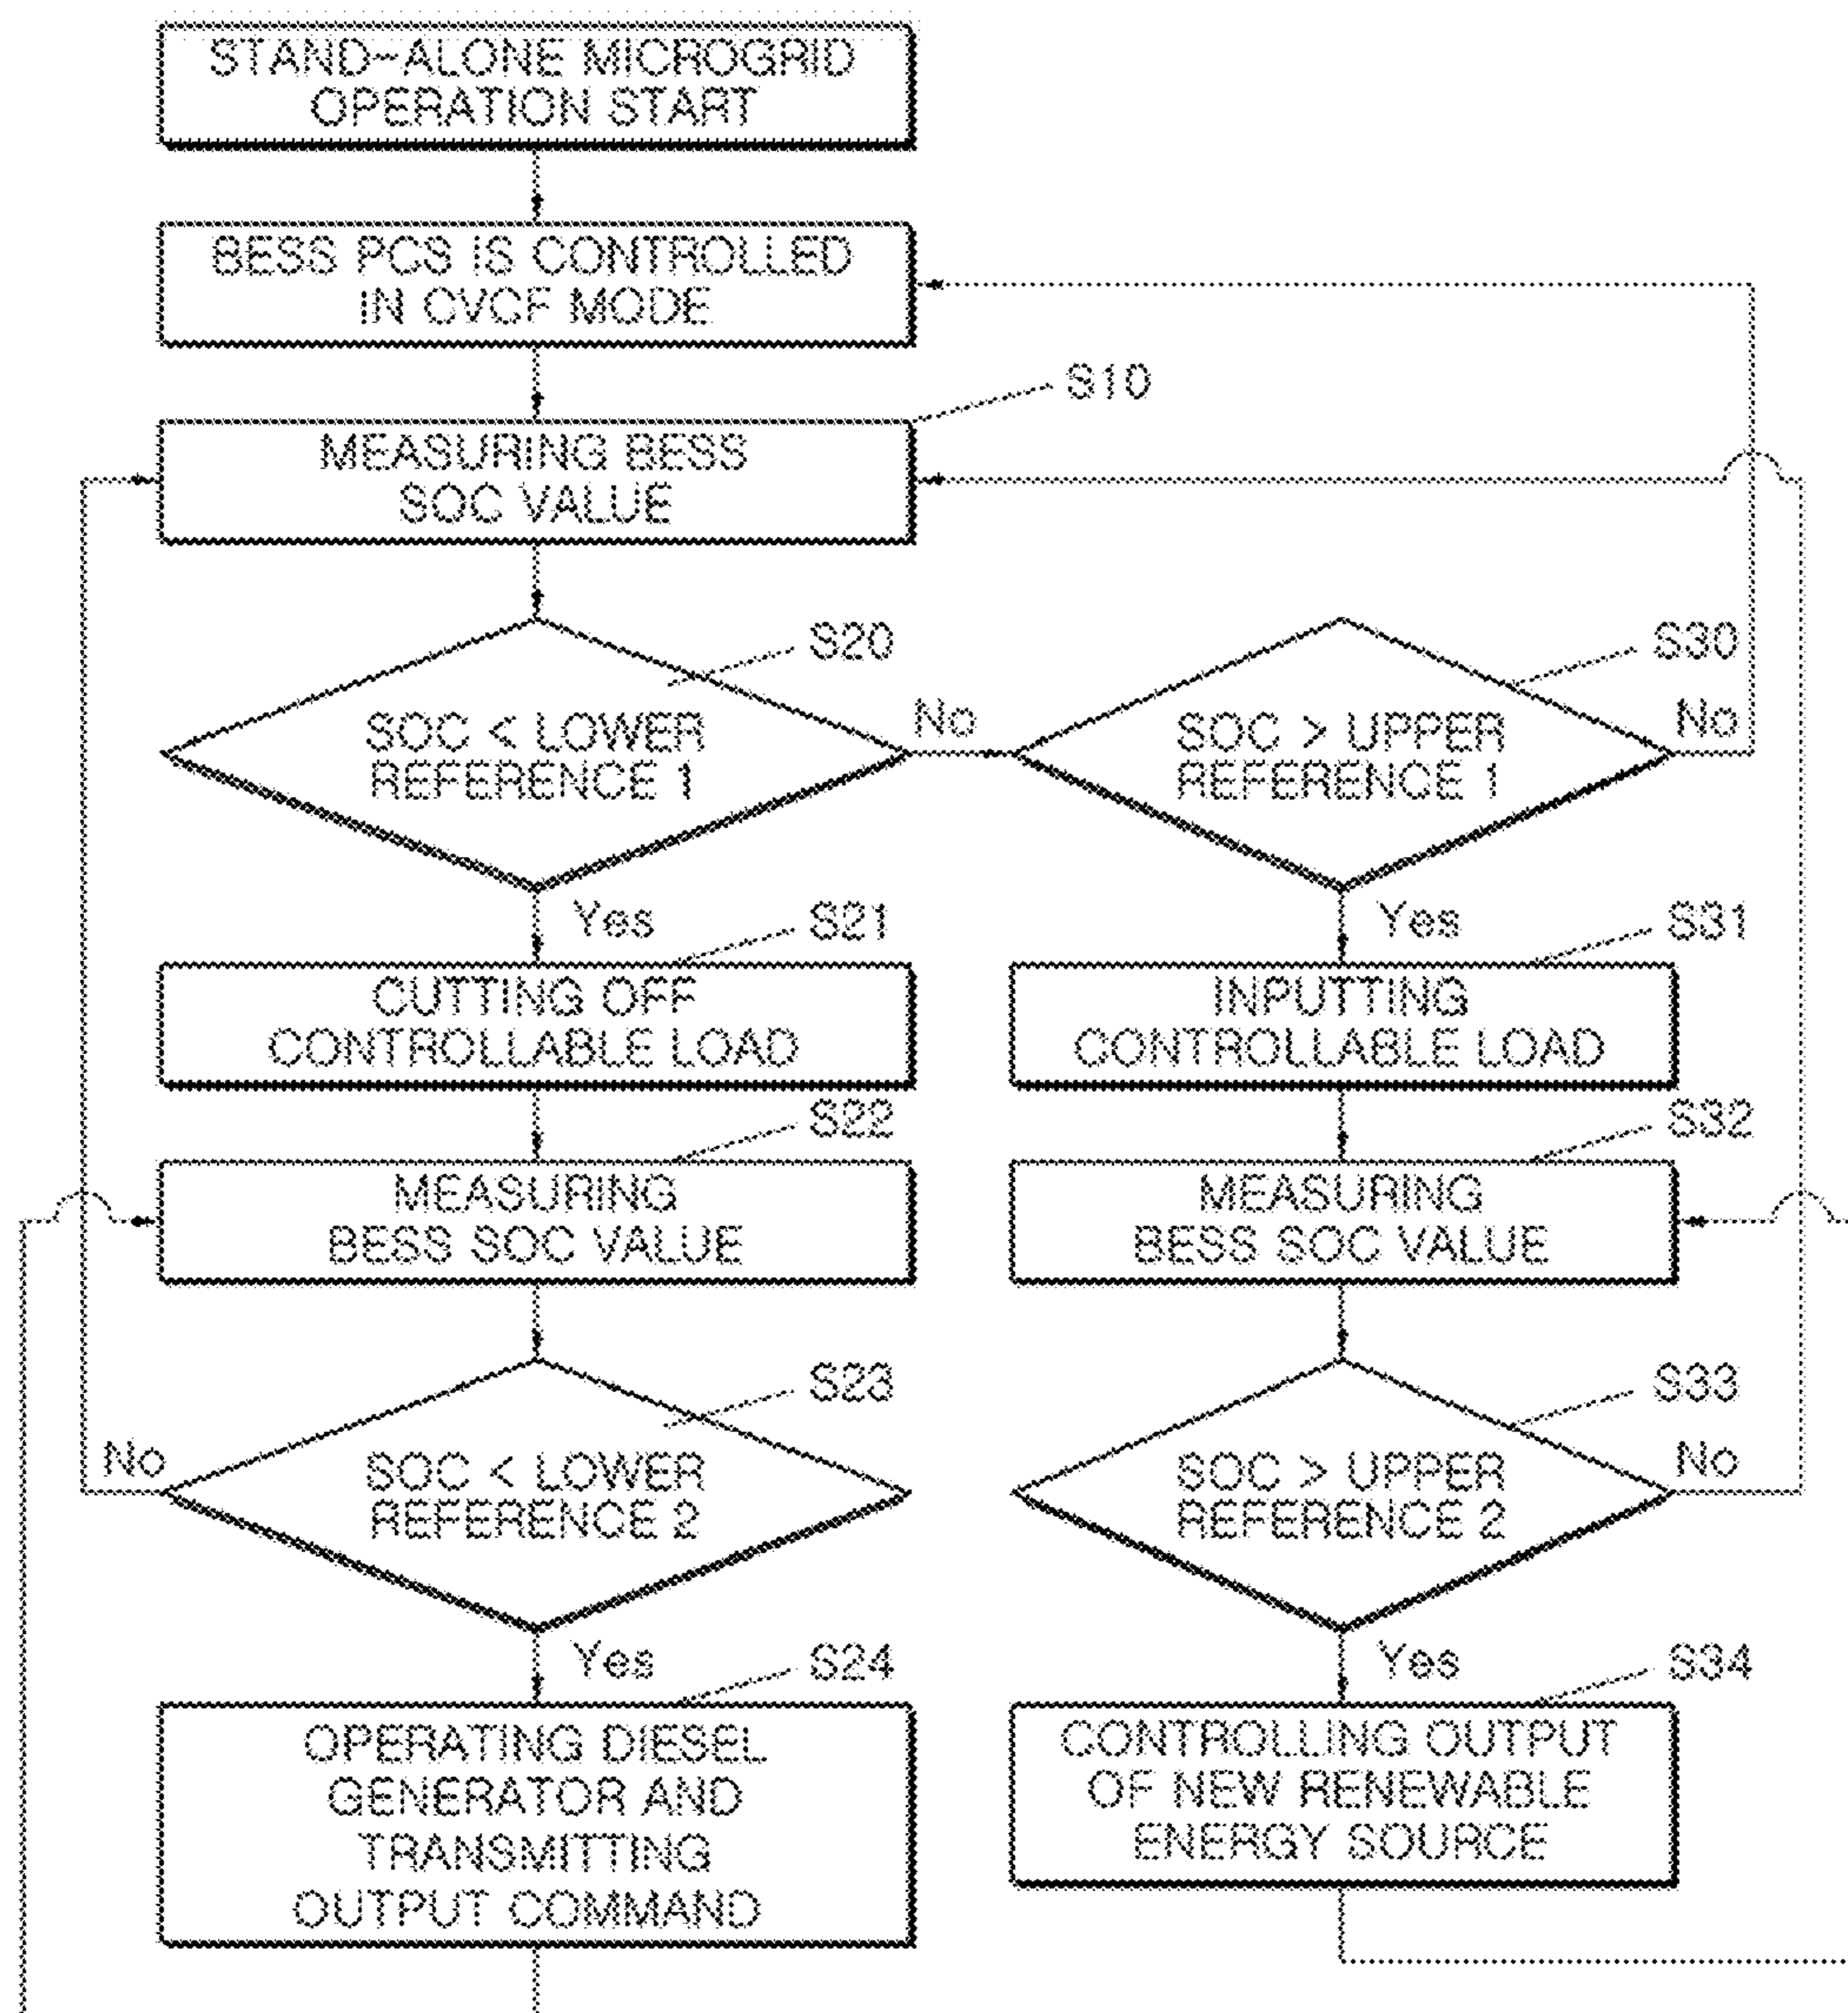 STAND-ALONE MICROGRID
OPERATION START
BESS PCS IS CONTROLLED
IN CVCF MODE
S10
MEASURING BESS
SOC VALUE
S20
SOC < LOWER
REFERENCE 1
No
S30
SOC > UPPER
REFERENCE 1
No
Yes
S21
Yes
S31
CUTTING OFF
CONTROLLABLE LOAD
INPUTTING
CONTROLLABLE LOAD
S22
S32
MEASURING
BESS SOC VALUE
MEASURING
BESS SOC VALUE
S23
S33
No
SOC < LOWER
REFERENCE 2
SOC > UPPER
REFERENCE 2
No
Yes
S24
Yes
S34
OPERATING DIESEL
GENERATOR AND
TRANSMITTING
OUTPUT COMMAND
CONTROLLING OUTPUT
OF NEW RENEWABLE
ENERGY SOURCE